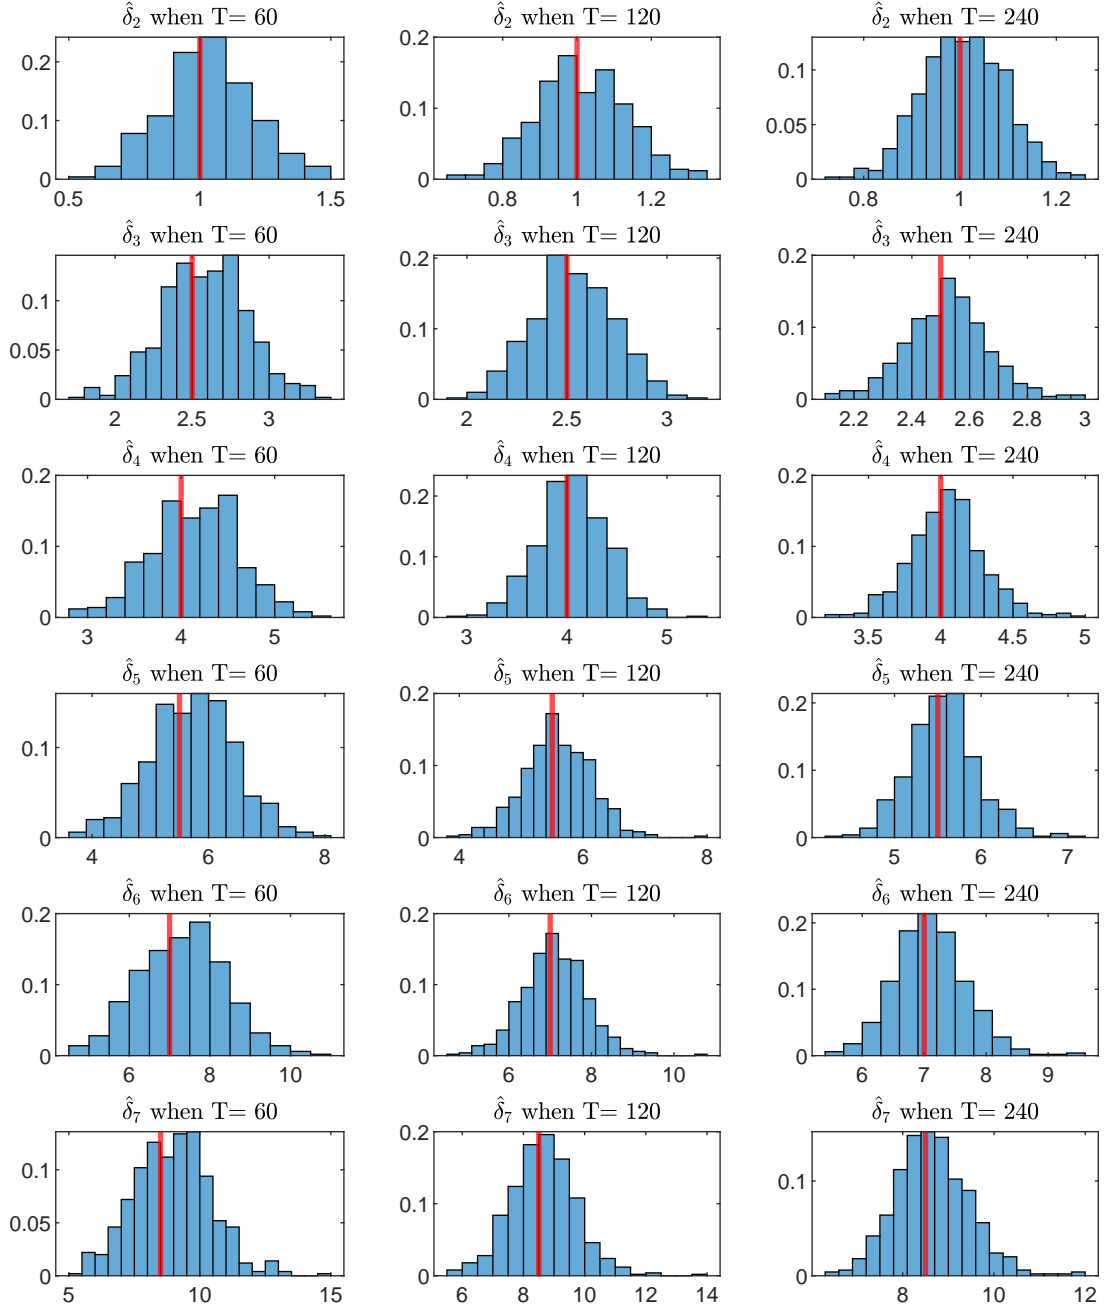 δ̂₂ when T= 60 δ̂₂ when T= 120 δ̂₂ when T= 240
0.2 0.2 0.1
0.1 0.1 0.05
0 0 0
0.5 1 1.5 0.8 1 1.2 0.8 1 1.2
δ̂₃ when T= 60 δ̂₃ when T= 120 δ̂₃ when T= 240
0.1 0.2 0.2
0.05 0.1 0.1
0 0 0
2 2.5 3 2 2.5 3 2.2 2.4 2.6 2.8 3
δ̂₄ when T= 60 δ̂₄ when T= 120 δ̂₄ when T= 240
0.2 0.2 0.2
0.1 0.1 0.1
0 0 0
3 4 5 3 4 5 3.5 4 4.5 5
δ̂₅ when T= 60 δ̂₅ when T= 120 δ̂₅ when T= 240
0.1 0.2 0.2
0.1 0.1
0 0 0
4 6 8 4 6 8 5 6 7
δ̂₆ when T= 60 δ̂₆ when T= 120 δ̂₆ when T= 240
0.2 0.2 0.2
0.1 0.1 0.1
0 0 0
6 8 10 6 8 10 6 7 8 9
δ̂₇ when T= 60 δ̂₇ when T= 120 δ̂₇ when T= 240
0.1 0.2 0.1
0.05 0.1
0 0 0
5 10 15 6 8 10 12 14 8 10 12